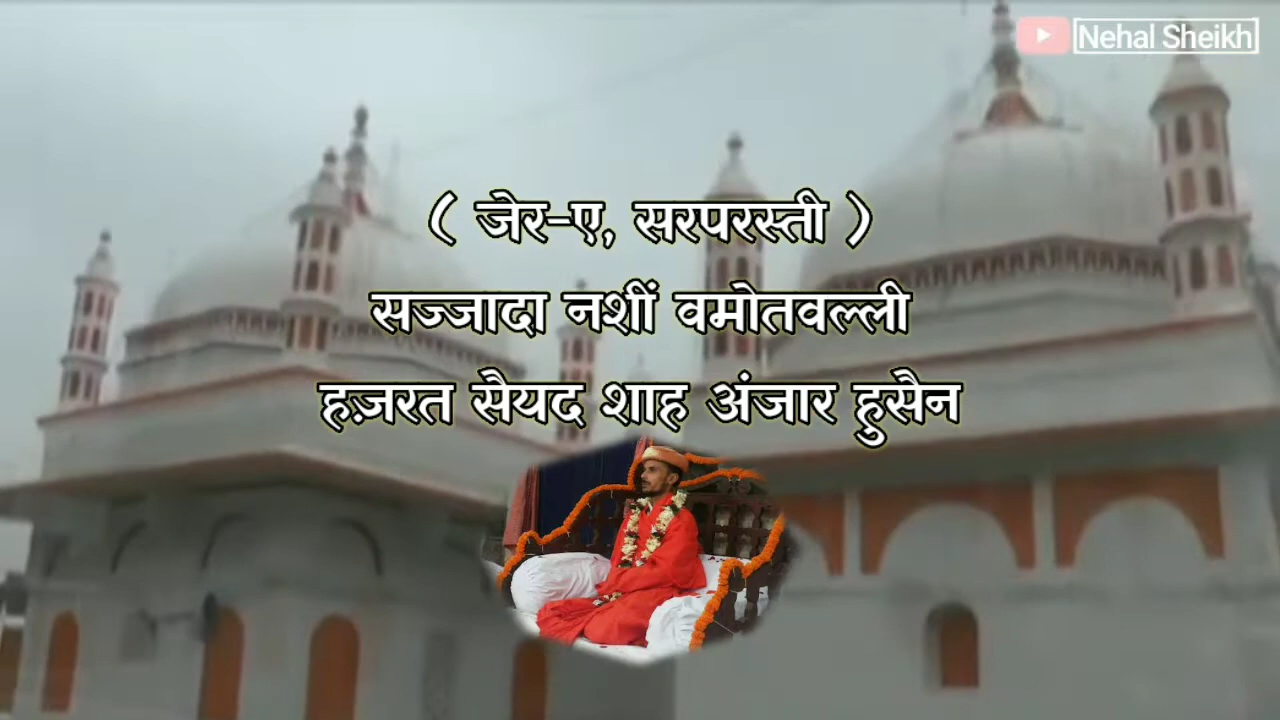 Nehal Sheikh
( जेर-ए, सरपरस्ती )
सज्जादा नशीं वमोतवल्ली
हज़रत सैयद शाह अंजार हुसैन